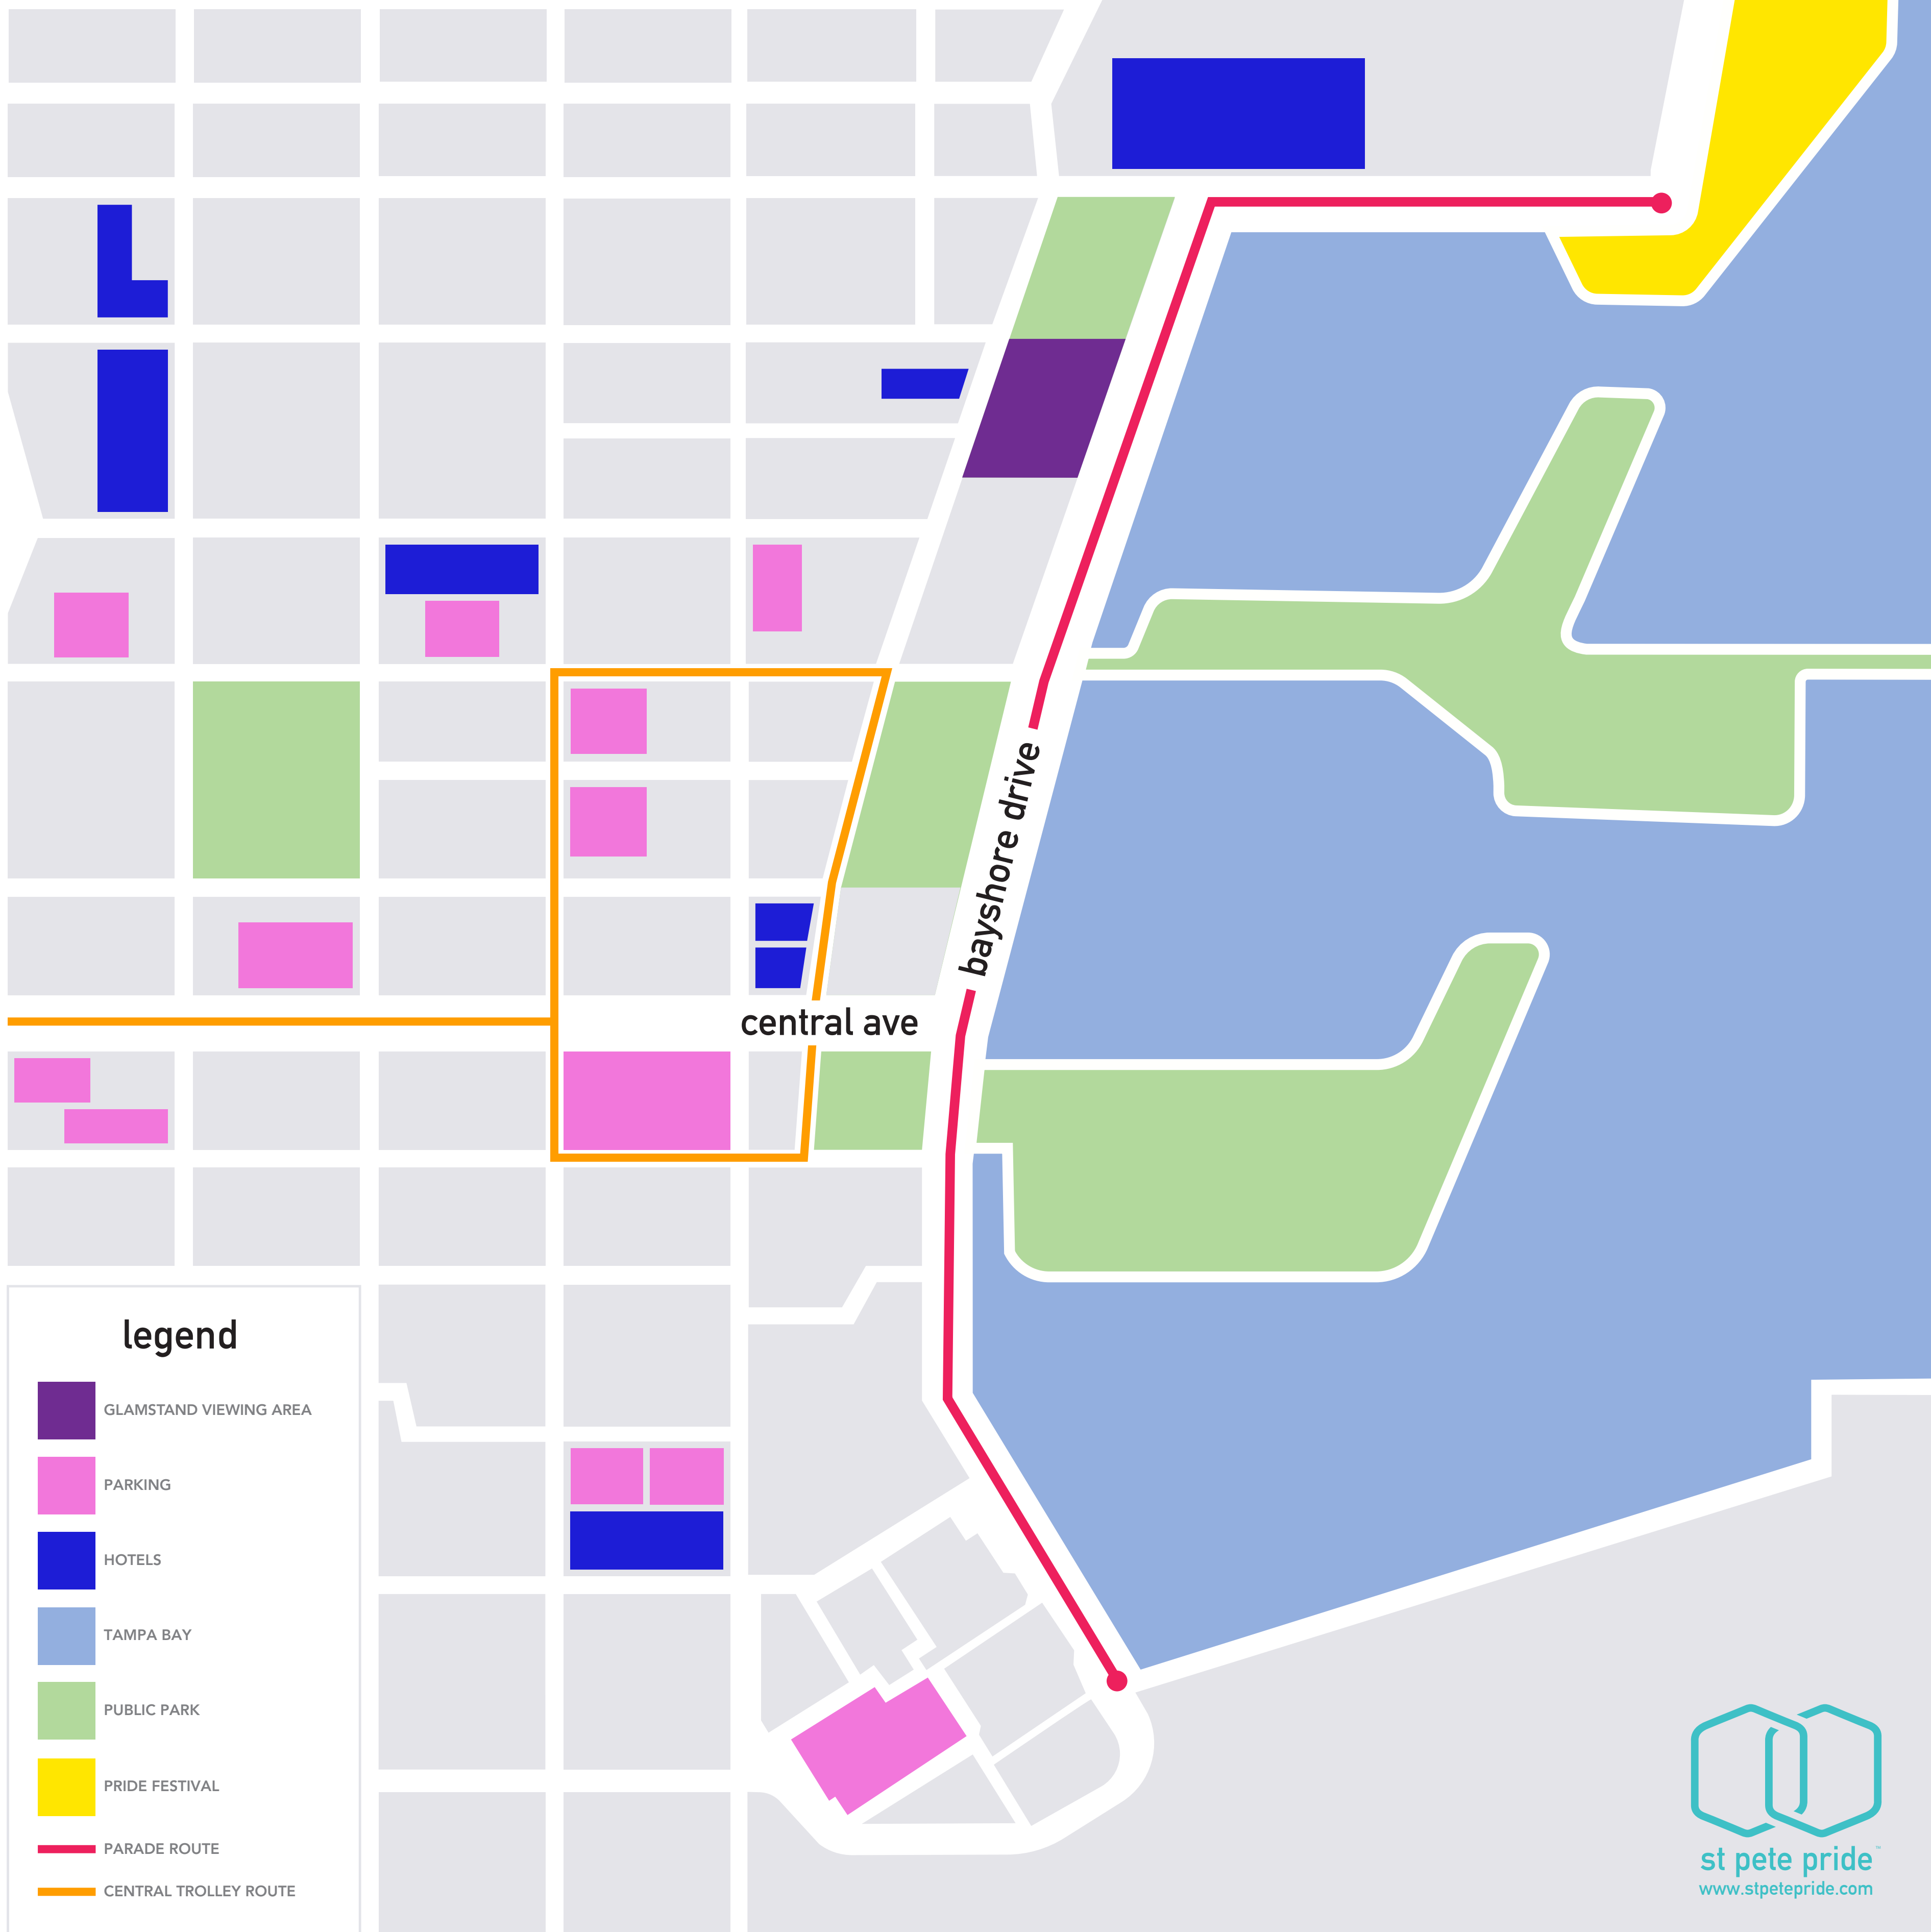 bayshore drive
central ave
legend
GLAMSTAND VIEWING AREA
PARKING
HOTELS
TAMPA BAY
PUBLIC PARK
PRIDE FESTIVAL
PARADE ROUTE
CENTRAL TROLLEY ROUTE
st pete pride™
www.stpetepride.com